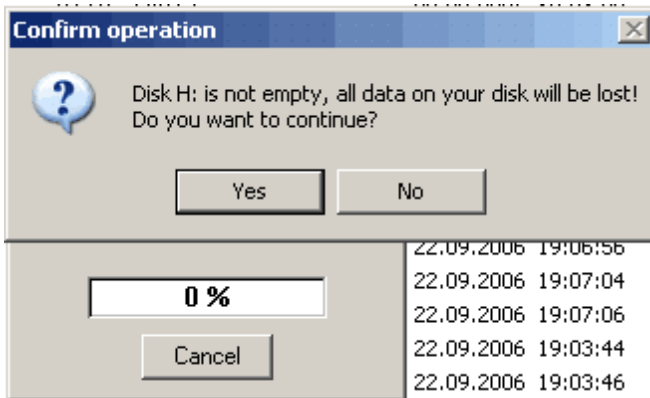 Confirm operation
Disk H: is not empty, all data on your disk will be lost!
Do you want to continue?
Yes No
22.09.2006 19:06:56
0 %
22.09.2006 19:07:04
22.09.2006 19:07:06
Cancel
22.09.2006 19:03:44
22.09.2006 19:03:46